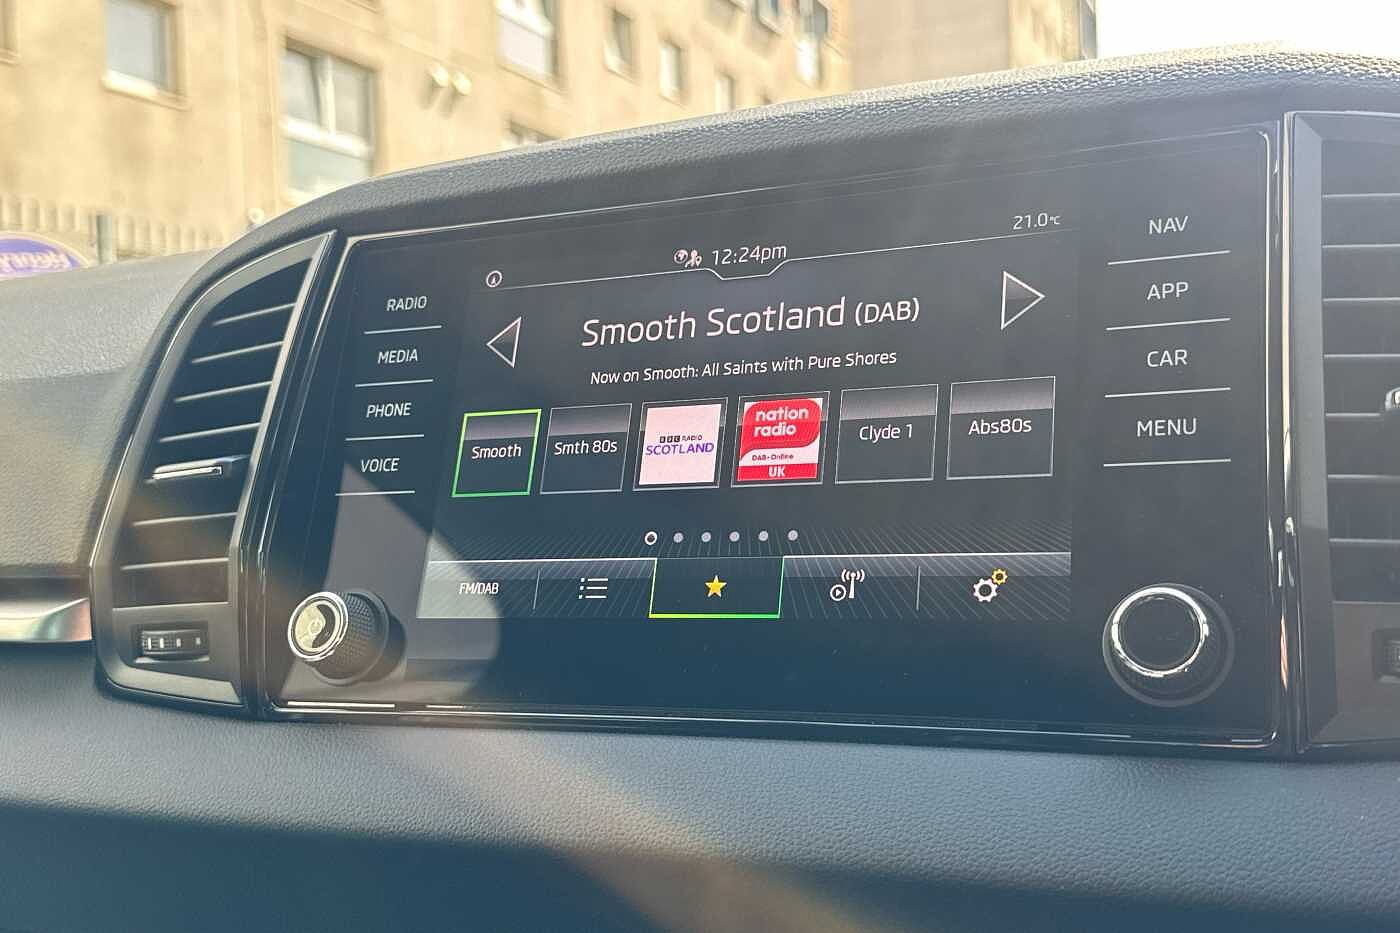 21.0°C
12:24pm
RADIO
MEDIA
PHONE
VOICE
Smooth Scotland (DAB)
Now on Smooth: All Saints with Pure Shores
Smooth
Smth 80s
BBC RADIO
SCOTLAND
nation
radio
DAB+ Online
UK
Clyde 1
Abs80s
FM/DAB
NAV
APP
CAR
MENU